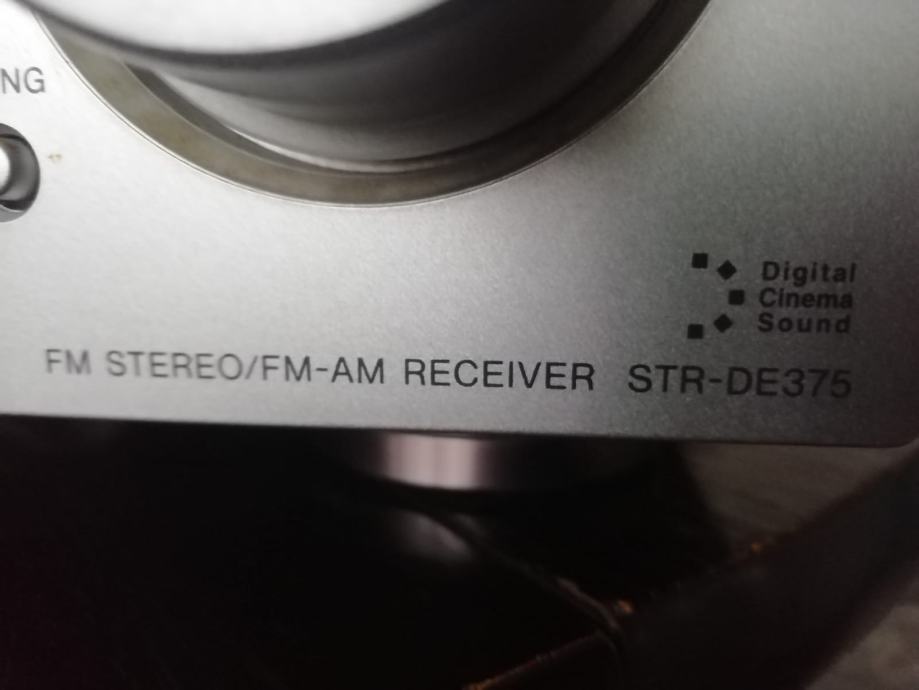 NG
Digital
Cinema
Sound
FM STEREO/FM-AM RECEIVER STR-DE375